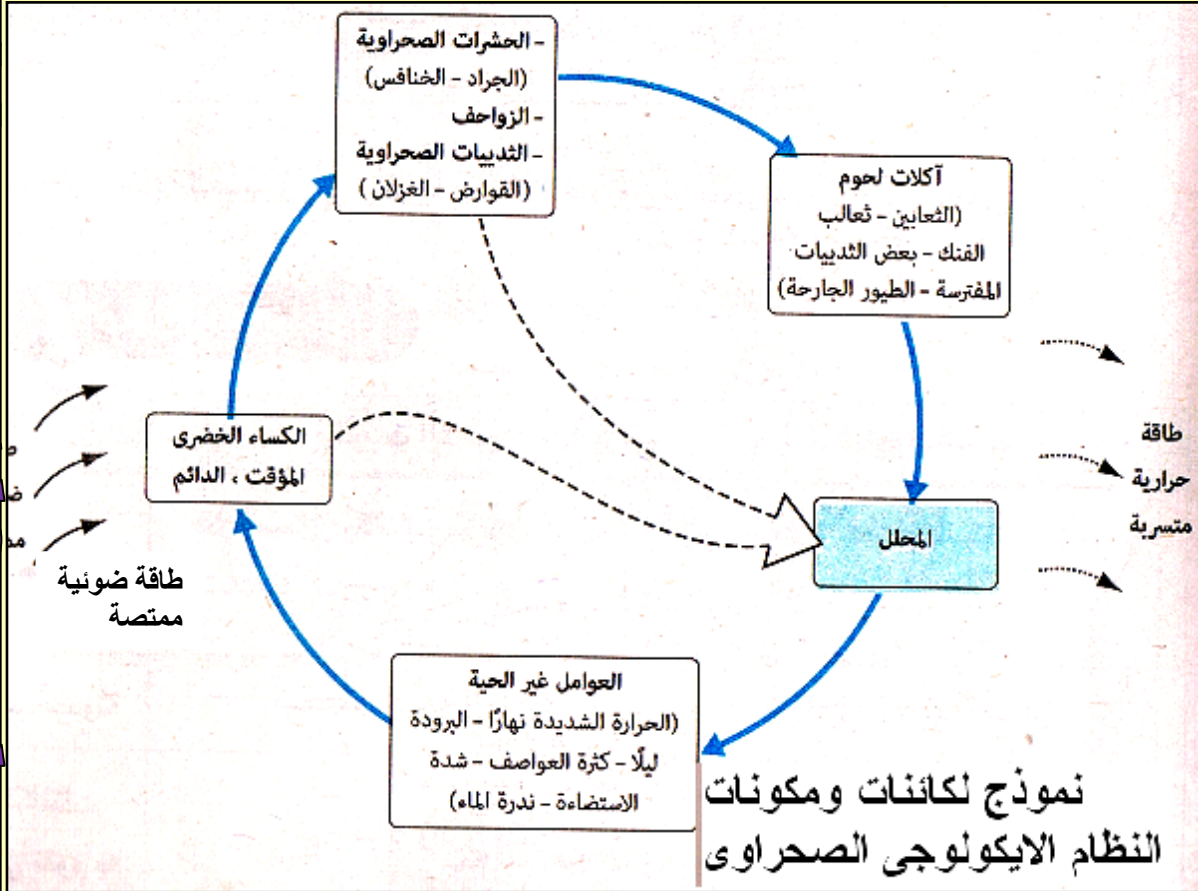 - الحشرات الصحراوية
(الجراد - الخنافس)
- الزواحف
- الثدييات الصحراوية
(القوارض - الغزلان)
آكلات لحوم
(الثعابين - ثعالب
الفنك - بعض الثدييات
المفترسة - الطيور الجارحة)
طاقة
حرارية
متسربة
الكساء الخضرى
المؤقت ، الدائم
المحلل
طاقة ضوئية
ممتصة
العوامل غير الحية
(الحرارة الشديدة نهارًا - البرودة
ليلًا - كثرة العواصف - شدة
الاستضاءة - ندرة الماء)
نموذج لكائنات ومكونات
النظام الايكولوجى الصحراوى